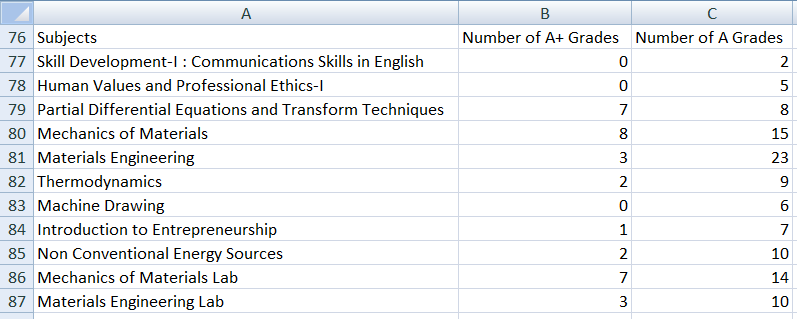 A B C
76 Subjects Number of A+ Grades Number of A Grades
77 Skill Development-I : Communications Skills in English 0 2
78 Human Values and Professional Ethics-I 0 5
79 Partial Differential Equations and Transform Techniques 7 8
80 Mechanics of Materials 8 15
81 Materials Engineering 3 23
82 Thermodynamics 2 9
83 Machine Drawing 0 6
84 Introduction to Entrepreneurship 1 7
85 Non Conventional Energy Sources 2 10
86 Mechanics of Materials Lab 7 14
87 Materials Engineering Lab 3 10